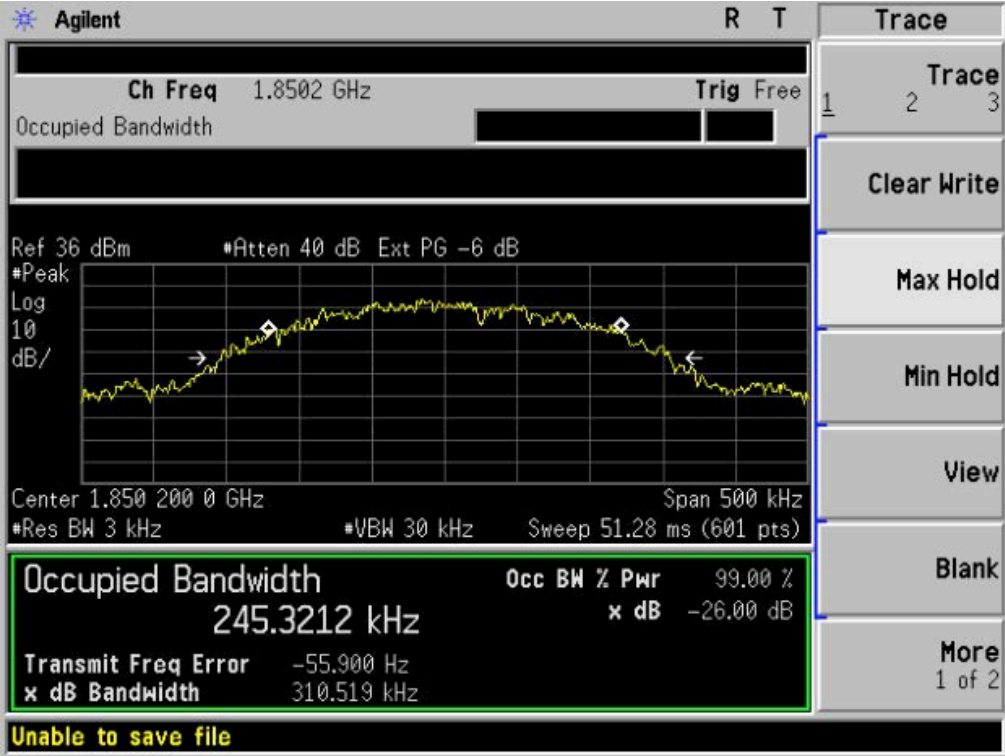 Agilent R T
Ch Freq 1.8502 GHz Trig Free
Occupied Bandwidth
Ref 36 dBm #Atten 40 dB Ext PG -6 dB
#Peak
Log
10
dB/
Center 1.850 200 0 GHz Span 500 kHz
#Res BW 3 kHz #VBW 30 kHz Sweep 51.28 ms (601 pts)
Occupied Bandwidth Occ BW % Pwr 99.00 %
245.3212 kHz x dB -26.00 dB
Transmit Freq Error -55.900 Hz
x dB Bandwidth 310.519 kHz
Unable to save file
Trace
Trace
1 2 3
Clear Write
Max Hold
Min Hold
View
Blank
More
1 of 2